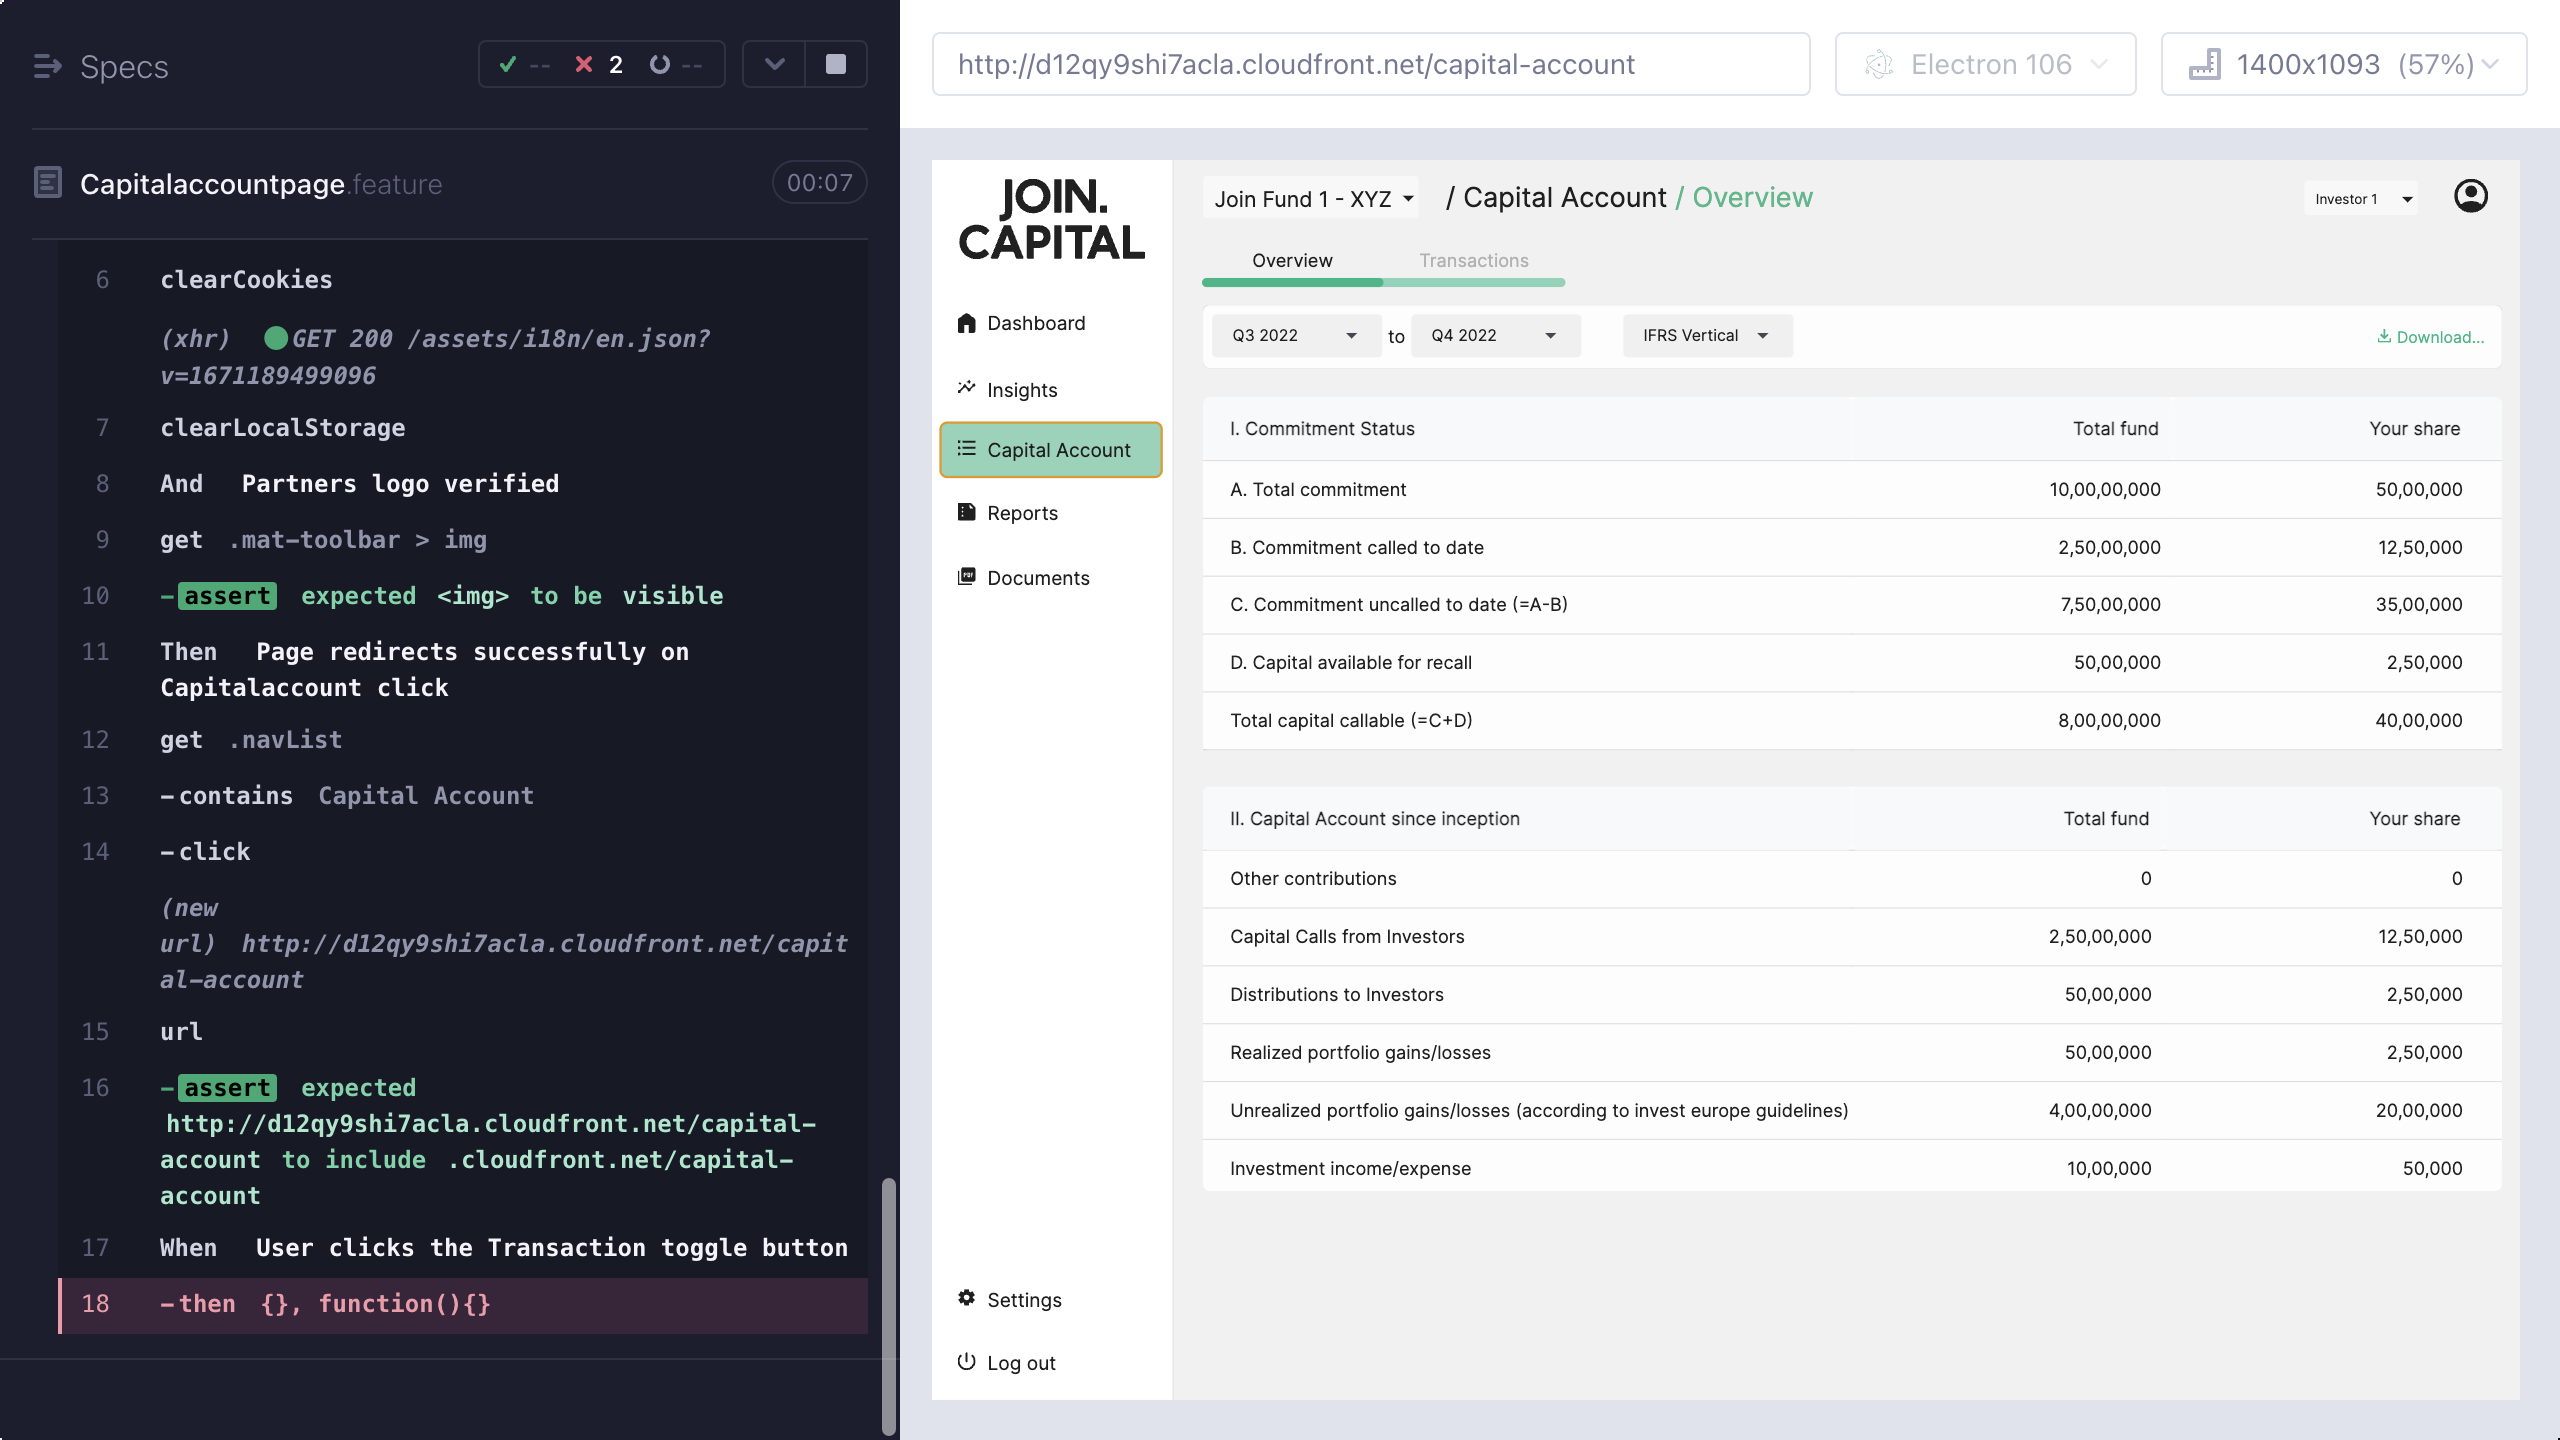 Specs
-- 2 --
Capitalaccountpage.feature 00:07
6 clearCookies
(xhr) GET 200 /assets/i18n/en.json?
v=1671189499096
7 clearLocalStorage
8 And Partners logo verified
9 get .mat-toolbar > img
10 -assert expected <img> to be visible
11 Then Page redirects successfully on
Capitalaccount click
12 get .navList
13 -contains Capital Account
14 -click
(new
url) http://d12qy9shi7acla.cloudfront.net/capit
al-account
15 url
16 -assert expected
http://d12qy9shi7acla.cloudfront.net/capital-
account to include .cloudfront.net/capital-
account
17 When User clicks the Transaction toggle button
18 -then {}, function(){}
http://d12qy9shi7acla.cloudfront.net/capital-account
Electron 106
1400x1093 (57%)
JOIN.
CAPITAL
Dashboard
Insights
Capital Account
Reports
Documents
Settings
Log out
Join Fund 1 - XYZ / Capital Account / Overview
Investor 1
Overview Transactions
Q3 2022 to Q4 2022 IFRS Vertical Download...
I. Commitment Status Total fund Your share
A. Total commitment 10,00,00,000 50,00,000
B. Commitment called to date 2,50,00,000 12,50,000
C. Commitment uncalled to date (=A-B) 7,50,00,000 35,00,000
D. Capital available for recall 50,00,000 2,50,000
Total capital callable (=C+D) 8,00,00,000 40,00,000
II. Capital Account since inception Total fund Your share
Other contributions 0 0
Capital Calls from Investors 2,50,00,000 12,50,000
Distributions to Investors 50,00,000 2,50,000
Realized portfolio gains/losses 50,00,000 2,50,000
Unrealized portfolio gains/losses (according to invest europe guidelines) 4,00,00,000 20,00,000
Investment income/expense 10,00,000 50,000